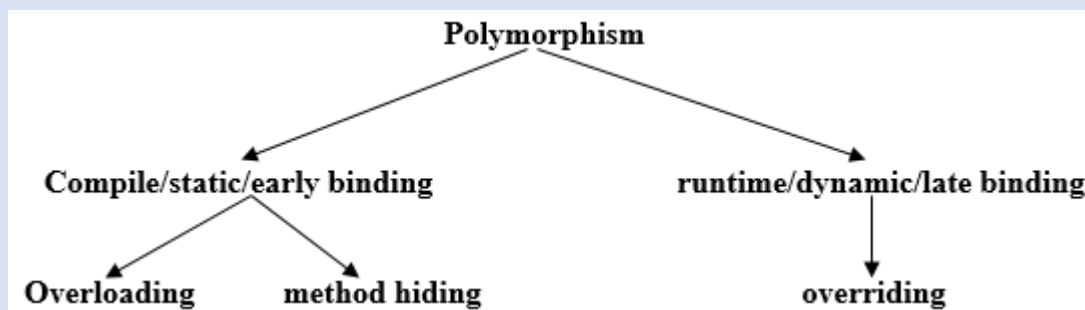 Polymorphism
Compile/static/early binding runtime/dynamic/late binding
Overloading method hiding overriding